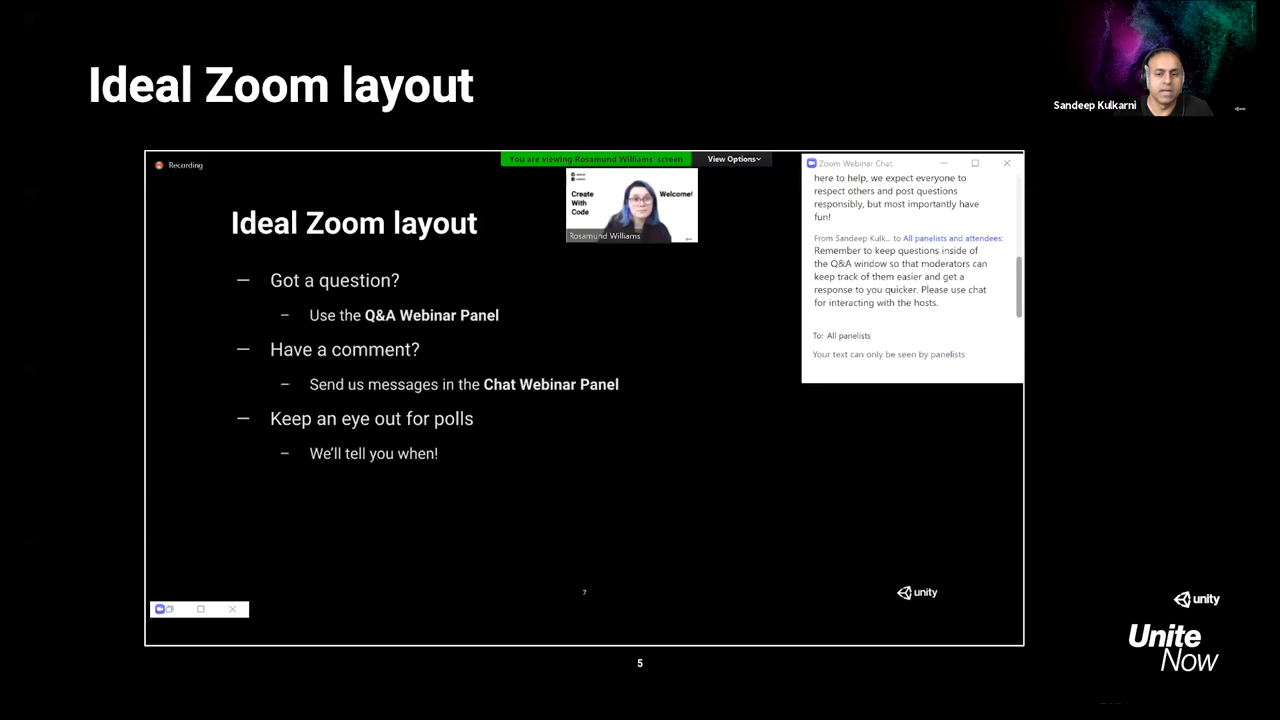 Ideal Zoom layout
Sandeep Kulkarni
Recording
You are viewing Rosamund Williams' screen
View Options
Create
With
Code
Welcome!
Rosamund Williams
Zoom Webinar Chat
here to help, we expect everyone to
respect others and post questions
responsibly, but most importantly have
fun!
From Sandeep Kulk... to All panelists and attendees:
Remember to keep questions inside of
the Q&A window so that moderators can
keep track of them easier and get a
response to you quicker. Please use chat
for interacting with the hosts.
To: All panelists
Your text can only be seen by panelists
Ideal Zoom layout
— Got a question?
– Use the Q&A Webinar Panel
— Have a comment?
– Send us messages in the Chat Webinar Panel
— Keep an eye out for polls
– We'll tell you when!
7
unity
5
unity
Unite
Now